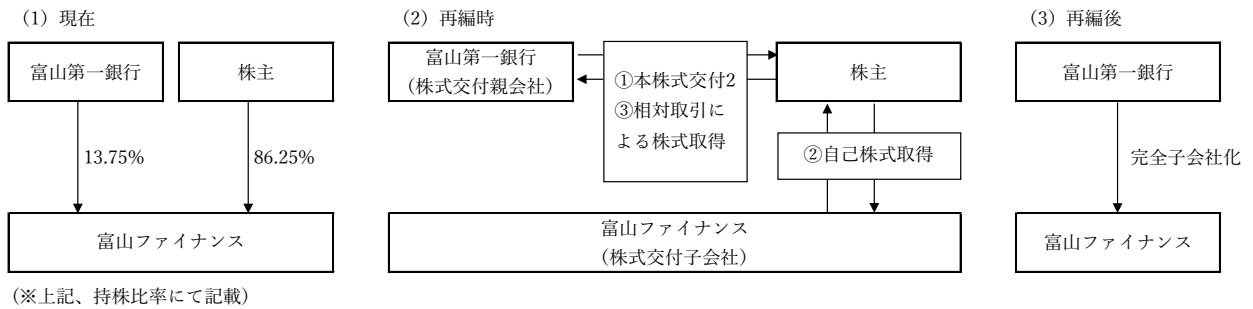 （1）現在
富山第一銀行
株主
13.75%
86.25%
富山ファイナンス
（※上記、持株比率にて記載）
（2）再編時
富山第一銀行
（株式交付親会社）
①本株式交付2
③相対取引に
よる株式取得
株主
②自己株式取得
富山ファイナンス
（株式交付子会社）
（3）再編後
富山第一銀行
完全子会社化
富山ファイナンス